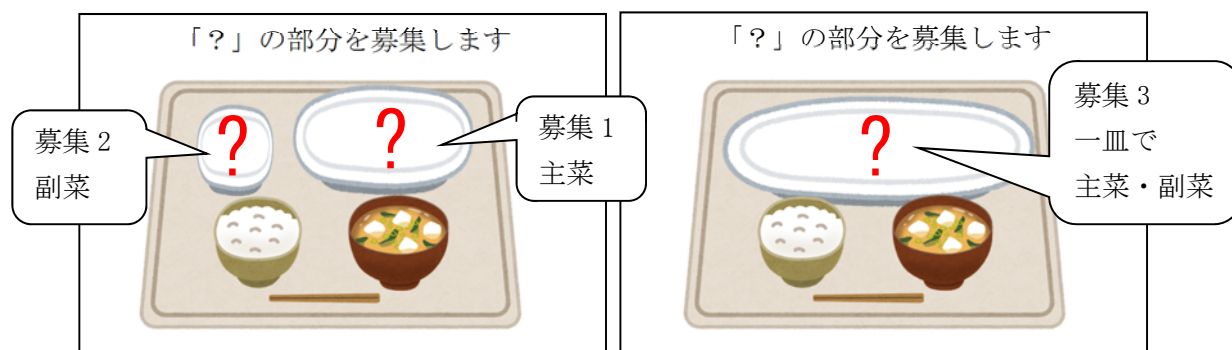 「？」の部分を募集します
募集２
副菜
？
？
募集１
主菜
「？」の部分を募集します
？
募集３
一皿で
主菜・副菜